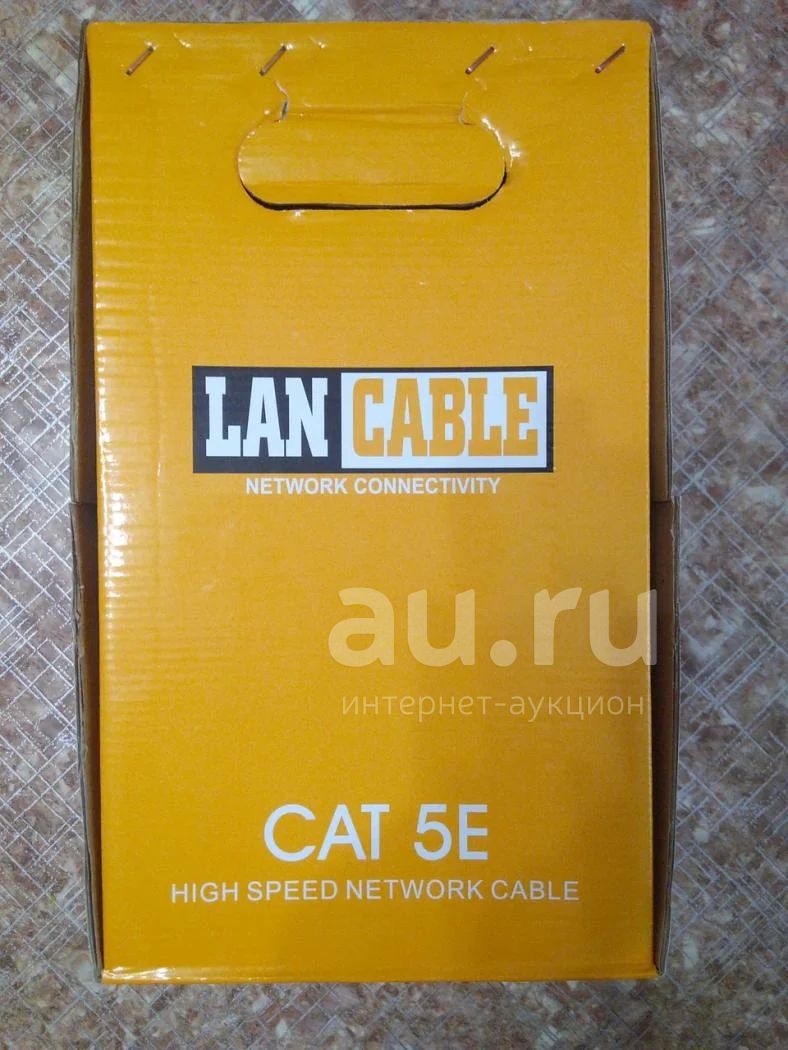 LAN CABLE
NETWORK CONNECTIVITY
au.ru
интернет-аукцион
CAT 5E
HIGH SPEED NETWORK CABLE